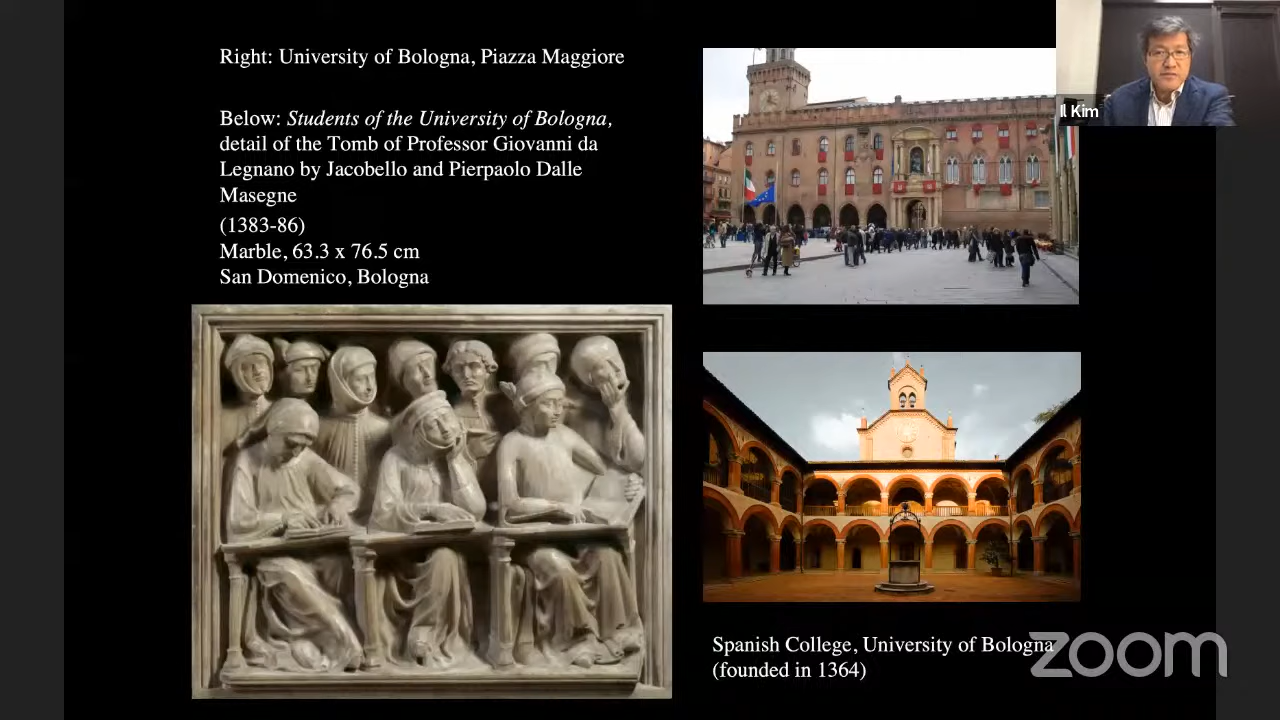 Right: University of Bologna, Piazza Maggiore
Below: Students of the University of Bologna,
detail of the Tomb of Professor Giovanni da
Legnano by Jacobello and Pierpaolo Dalle
Masegne
(1383-86)
Marble, 63.3 x 76.5 cm
San Domenico, Bologna
Il Kim
Spanish College, University of Bologna
(founded in 1364)
zoom